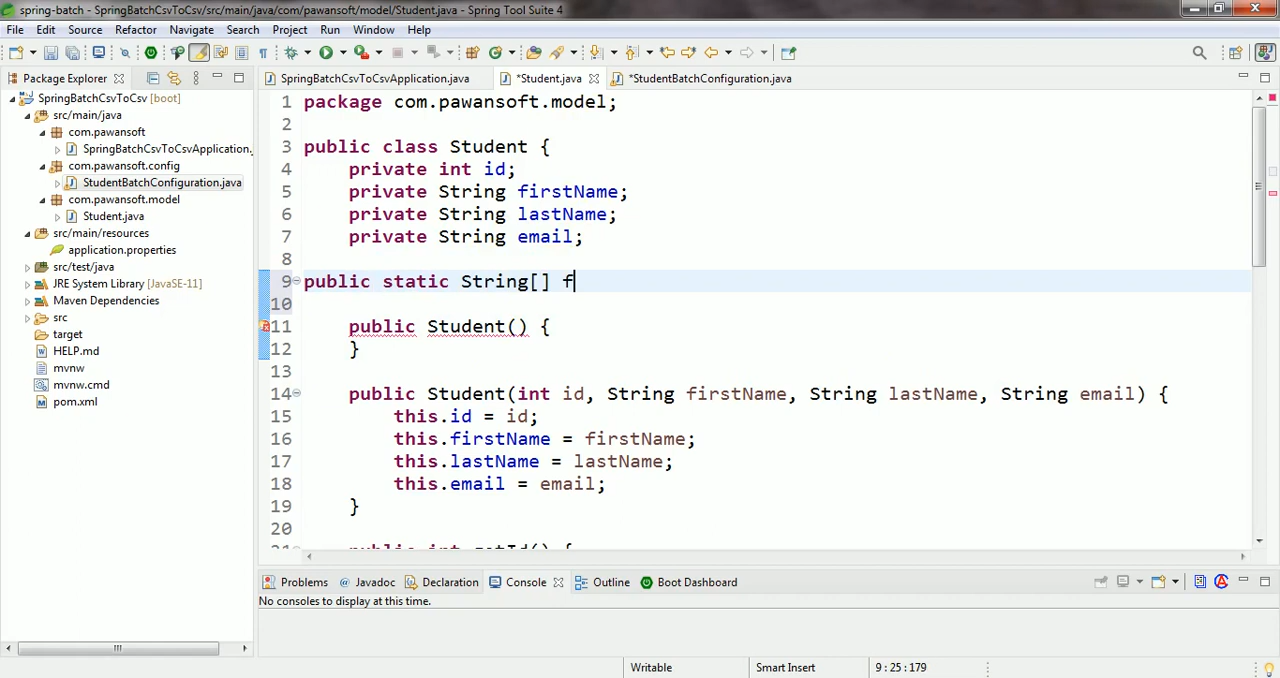 spring-batch - SpringBatchCsvToCsv/src/main/java/com/pawansoft/model/Student.java - Spring Tool Suite 4
File Edit Source Refactor Navigate Search Project Run Window Help
Package Explorer
SpringBatchCsvToCsv [boot]
src/main/java
com.pawansoft
SpringBatchCsvToCsvApplication.
com.pawansoft.config
StudentBatchConfiguration.java
com.pawansoft.model
Student.java
src/main/resources
application.properties
src/test/java
JRE System Library [JavaSE-11]
Maven Dependencies
src
target
HELP.md
mvnw
mvnw.cmd
pom.xml
SpringBatchCsvToCsvApplication.java *Student.java *StudentBatchConfiguration.java
1 package com.pawansoft.model;
2
3 public class Student {
4 private int id;
5 private String firstName;
6 private String lastName;
7 private String email;
8
9 public static String[] f
10
11 public Student() {
12 }
13
14 public Student(int id, String firstName, String lastName, String email) {
15 this.id = id;
16 this.firstName = firstName;
17 this.lastName = lastName;
18 this.email = email;
19 }
20
21 public int getId() {
Problems @ Javadoc Declaration Console Outline Boot Dashboard
No consoles to display at this time.
Writable Smart Insert 9 : 25 : 179